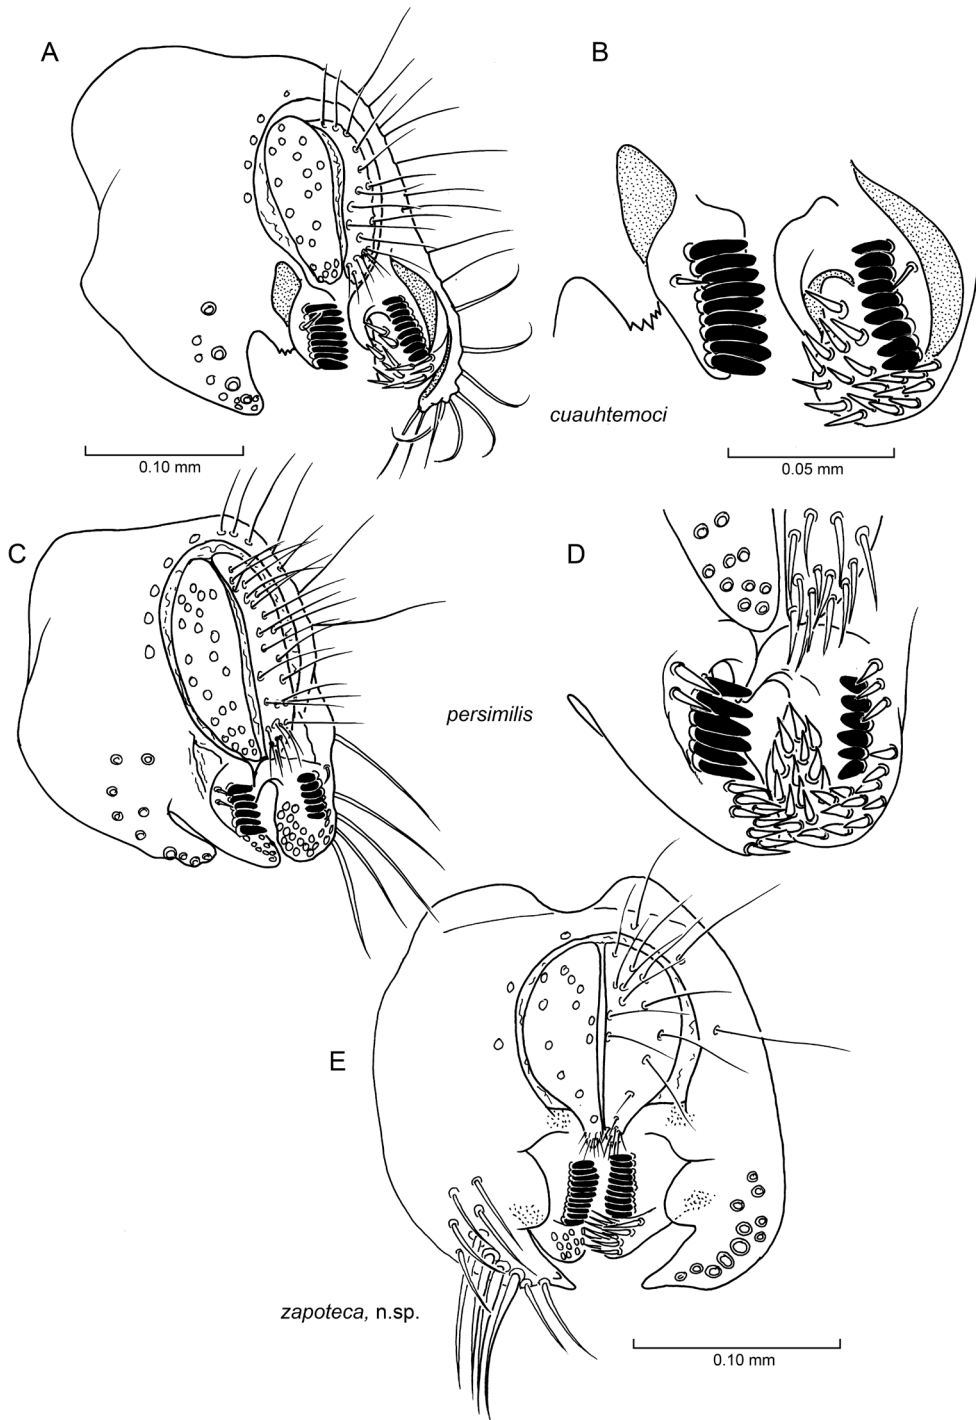 A
B
cuauhtemoci
0.10 mm
0.05 mm
C
D
persimilis
E
zapoteca, n.sp.
0.10 mm